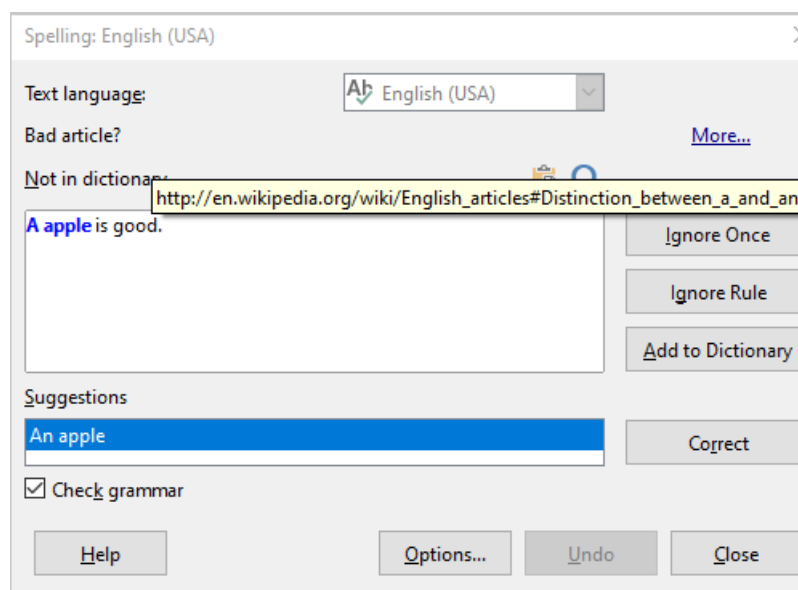 Spelling: English (USA)
Text language: English (USA)
Bad article? More...
Not in dictionary
http://en.wikipedia.org/wiki/English_articles#Distinction_between_a_and_an
A apple is good.
Ignore Once
Ignore Rule
Add to Dictionary
Suggestions
An apple
Correct
Check grammar
Help Options... Undo Close